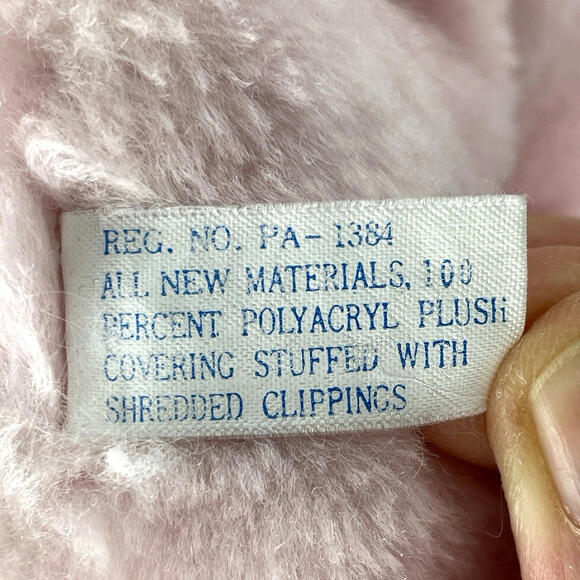 REG. NO. PA-1384
ALL NEW MATERIALS, 100
PERCENT POLYACRYL PLUSH
COVERING STUFFED WITH
SHREDDED CLIPPINGS